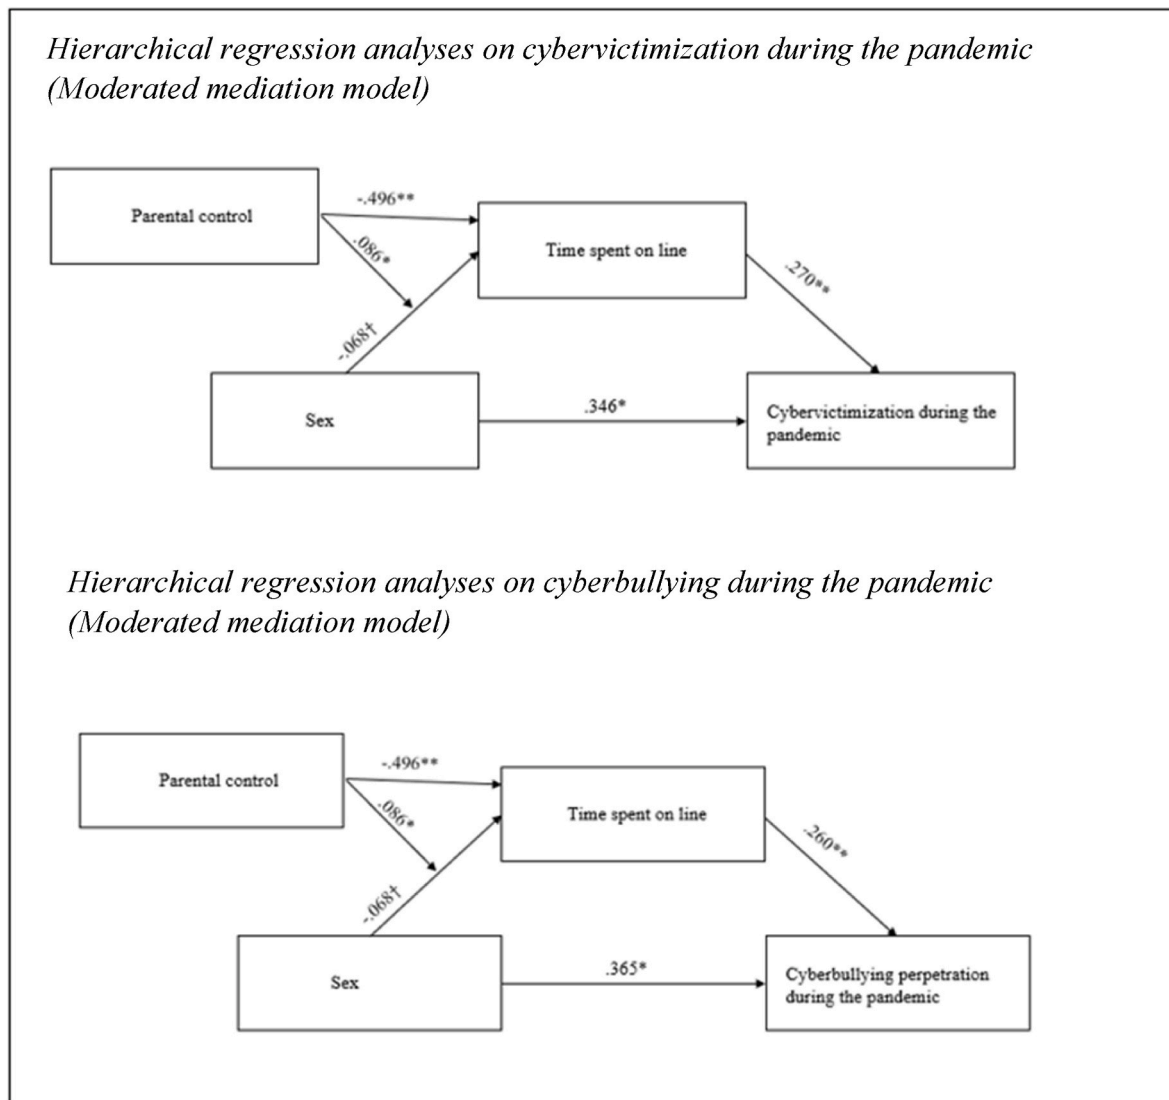 Hierarchical regression analyses on cybervictimization during the pandemic
(Moderated mediation model)
Parental control
-.496**
.086*
Time spent on line
.270**
-.068†
Sex
.346*
Cybervictimization during the
pandemic
Hierarchical regression analyses on cyberbullying during the pandemic
(Moderated mediation model)
Parental control
-.496**
.086*
Time spent on line
.260**
-.068†
Sex
.365*
Cyberbullying perpetration
during the pandemic